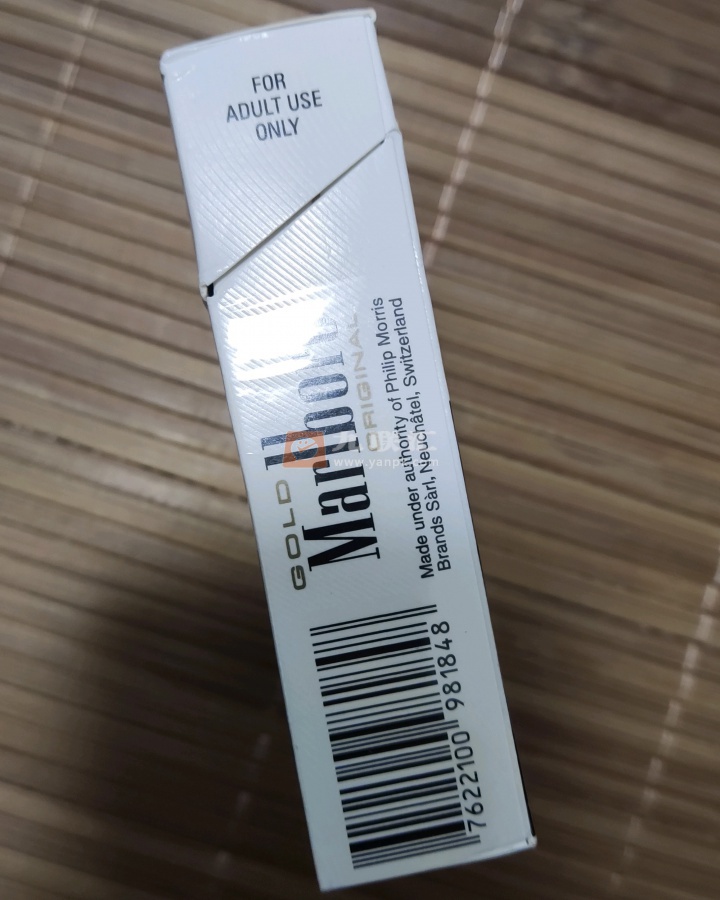 FOR
ADULT USE
ONLY
GOLD
Marlboro
ORIGINAL
Made under authority of Philip Morris
Brands Sàrl, Neuchâtel, Switzerland
7622100 981848